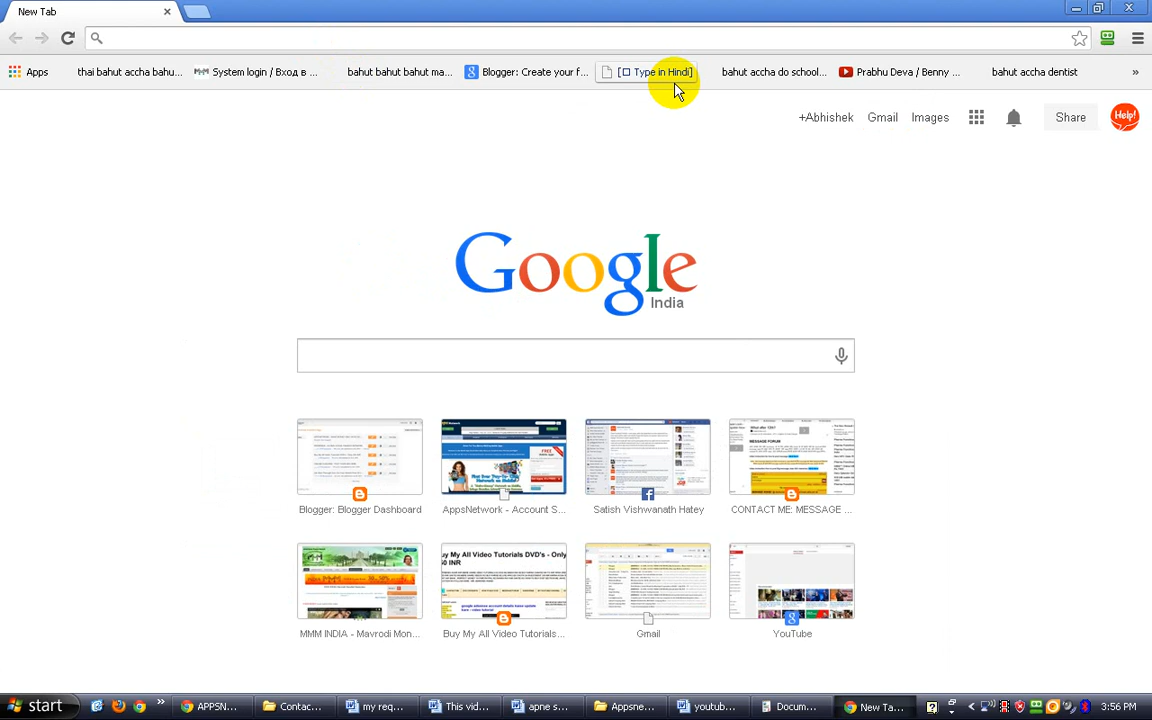 New Tab
Apps
thai bahut accha bahu...
System login / Вход в ...
bahut bahut bahut ma...
Blogger: Create your f...
[☐ Type in Hindi]
bahut accha do school...
Prabhu Deva / Benny ...
bahut accha dentist
»
+Abhishek
Gmail
Images
Share
Help!
Google
India
Blogger: Blogger Dashboard
AppsNetwork - Account S...
Satish Vishwanath Hatey
CONTACT ME: MESSAGE ...
MMM INDIA - Mavrodi Mon...
Buy My All Video Tutorials...
Gmail
YouTube
start
»
APPSN...
Contac...
my req...
This vid...
apne s...
Appsne...
youtub...
Docum...
New Ta...
3:56 PM